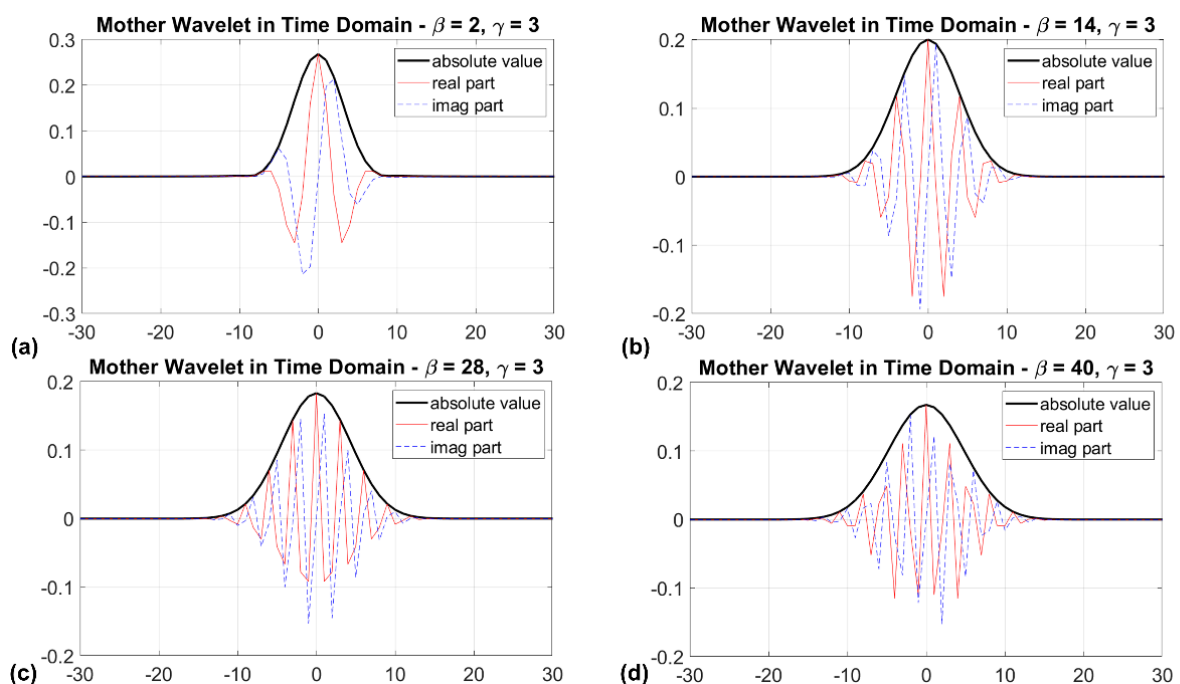 Mother Wavelet in Time Domain - β = 2, γ = 3
0.3
0.2
0.1
0
-0.1
-0.2
-0.3
-30 -20 -10 0 10 20 30
absolute value
real part
imag part
(a)
Mother Wavelet in Time Domain - β = 14, γ = 3
0.2
0.1
0
-0.1
-0.2
-30 -20 -10 0 10 20 30
absolute value
real part
imag part
(b)
Mother Wavelet in Time Domain - β = 28, γ = 3
0.2
0.1
0
-0.1
-0.2
-30 -20 -10 0 10 20 30
absolute value
real part
imag part
(c)
Mother Wavelet in Time Domain - β = 40, γ = 3
0.2
0.1
0
-0.1
-0.2
-30 -20 -10 0 10 20 30
absolute value
real part
imag part
(d)